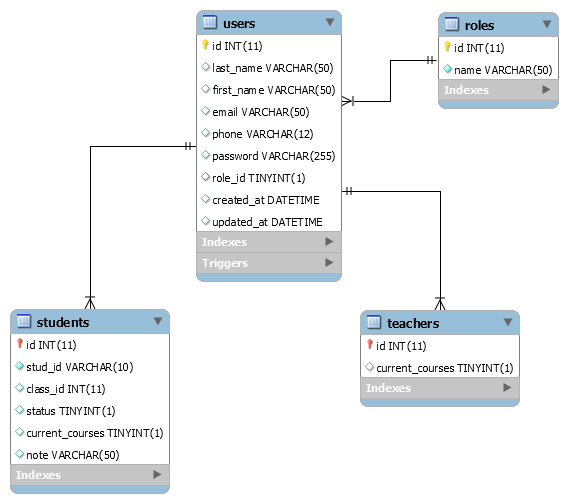 users
id INT(11)
last_name VARCHAR(50)
first_name VARCHAR(50)
email VARCHAR(50)
phone VARCHAR(12)
password VARCHAR(255)
role_id TINYINT(1)
created_at DATETIME
updated_at DATETIME
Indexes
Triggers
roles
id INT(11)
name VARCHAR(50)
Indexes
students
id INT(11)
stud_id VARCHAR(10)
class_id INT(11)
status TINYINT(1)
current_courses TINYINT(1)
note VARCHAR(50)
Indexes
teachers
id INT(11)
current_courses TINYINT(1)
Indexes